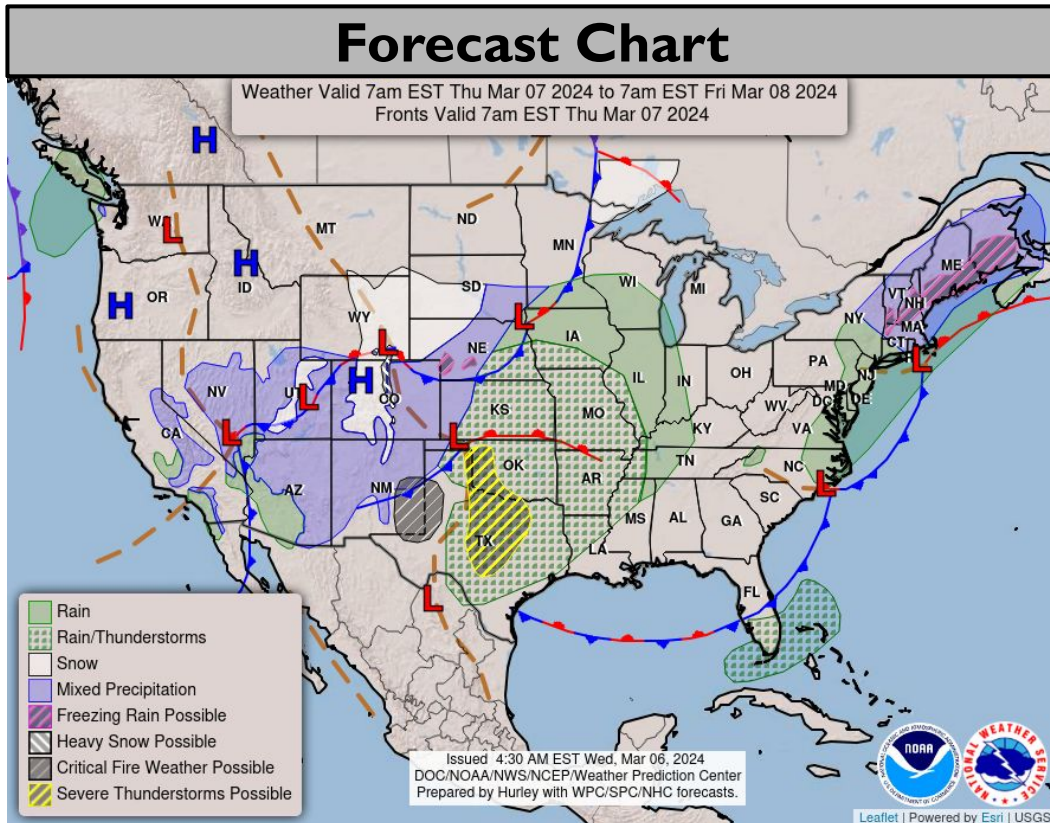 Forecast Chart
Weather Valid 7am EST Thu Mar 07 2024 to 7am EST Fri Mar 08 2024
Fronts Valid 7am EST Thu Mar 07 2024
H
WA
L
MT
ND
MN
ME
H
ID
OR
H
SD
WI
MI
VT
NH
NY
MA
CT
WY
L
L
IA
NE
L
PA
NJ
OH
MD
DE
DC
IL
IN
WV
NV
UT
L
H
CO
KS
MO
KY
VA
CA
L
L
OK
TN
NC
AZ
NM
AR
L
SC
TX
MS
AL
GA
LA
L
FL
Rain
Rain/Thunderstorms
Snow
Mixed Precipitation
Freezing Rain Possible
Heavy Snow Possible
Critical Fire Weather Possible
Severe Thunderstorms Possible
Issued 4:30 AM EST Wed, Mar 06, 2024
DOC/NOAA/NWS/NCEP/Weather Prediction Center
Prepared by Hurley with WPC/SPC/NHC forecasts.
NOAA
NATIONAL WEATHER SERVICE
Leaflet | Powered by Esri | USGS